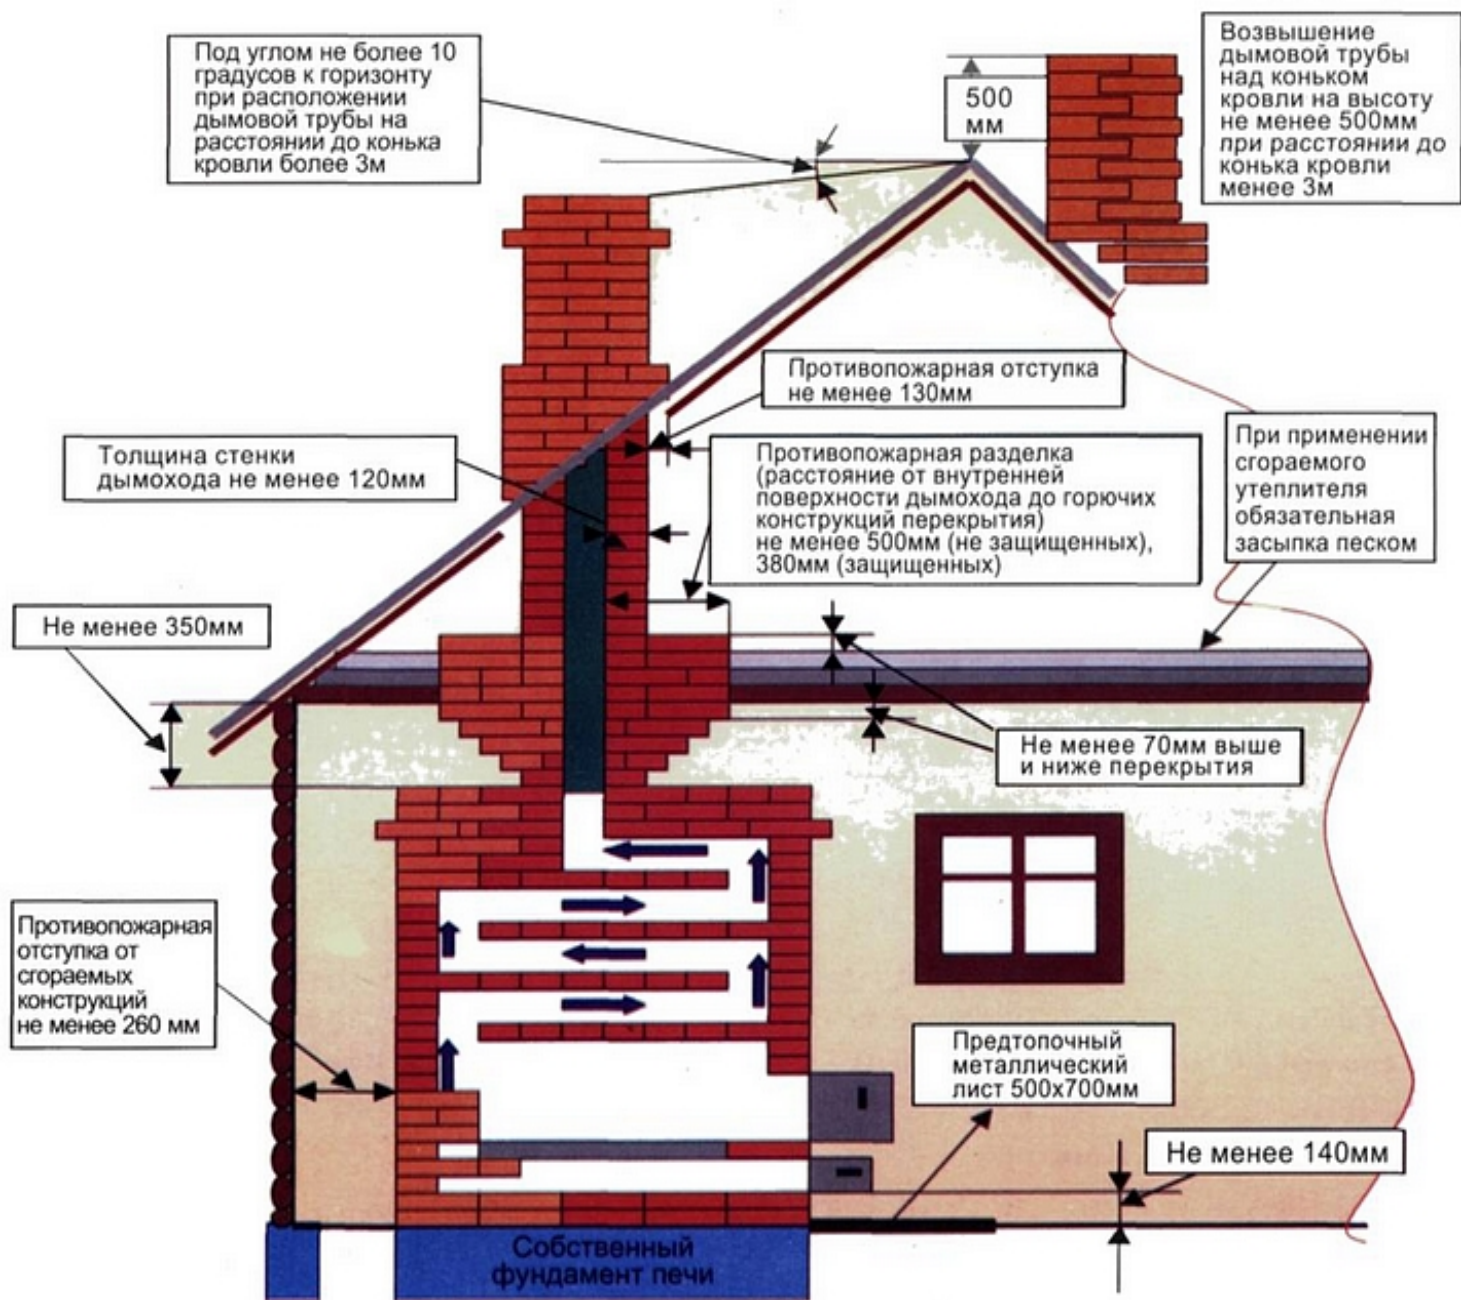 Под углом не более 10
градусов к горизонту
при расположении
дымовой трубы на
расстоянии до конька
кровли более 3м
500
мм
Возвышение
дымовой трубы
над коньком
кровли на высоту
не менее 500мм
при расстоянии до
конька кровли
менее 3м
Противопожарная отступка
не менее 130мм
Толщина стенки
дымохода не менее 120мм
Противопожарная разделка
(расстояние от внутренней
поверхности дымохода до горючих
конструкций перекрытия)
не менее 500мм (не защищенных),
380мм (защищенных)
При применении
сгораемого
утеплителя
обязательная
засыпка песком
Не менее 350мм
Не менее 70мм выше
и ниже перекрытия
Противопожарная
отступка от
сгораемых
конструкций
не менее 260 мм
Предтопочный
металлический
лист 500х700мм
Не менее 140мм
Собственный
фундамент печи